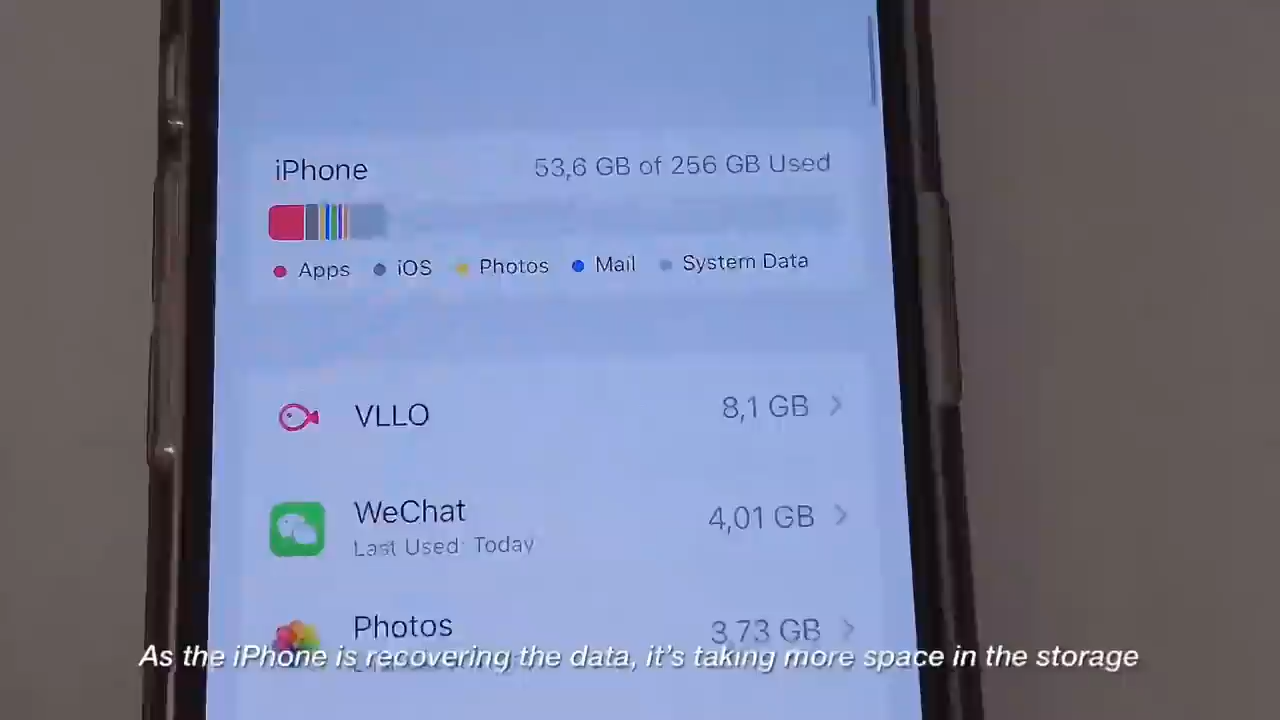 iPhone
53,6 GB of 256 GB Used
Apps iOS Photos Mail System Data
VLLO
8,1 GB
WeChat
4,01 GB
Last Used: Today
Photos
3,73 GB
As the iPhone is recovering the data, it's taking more space in the storage